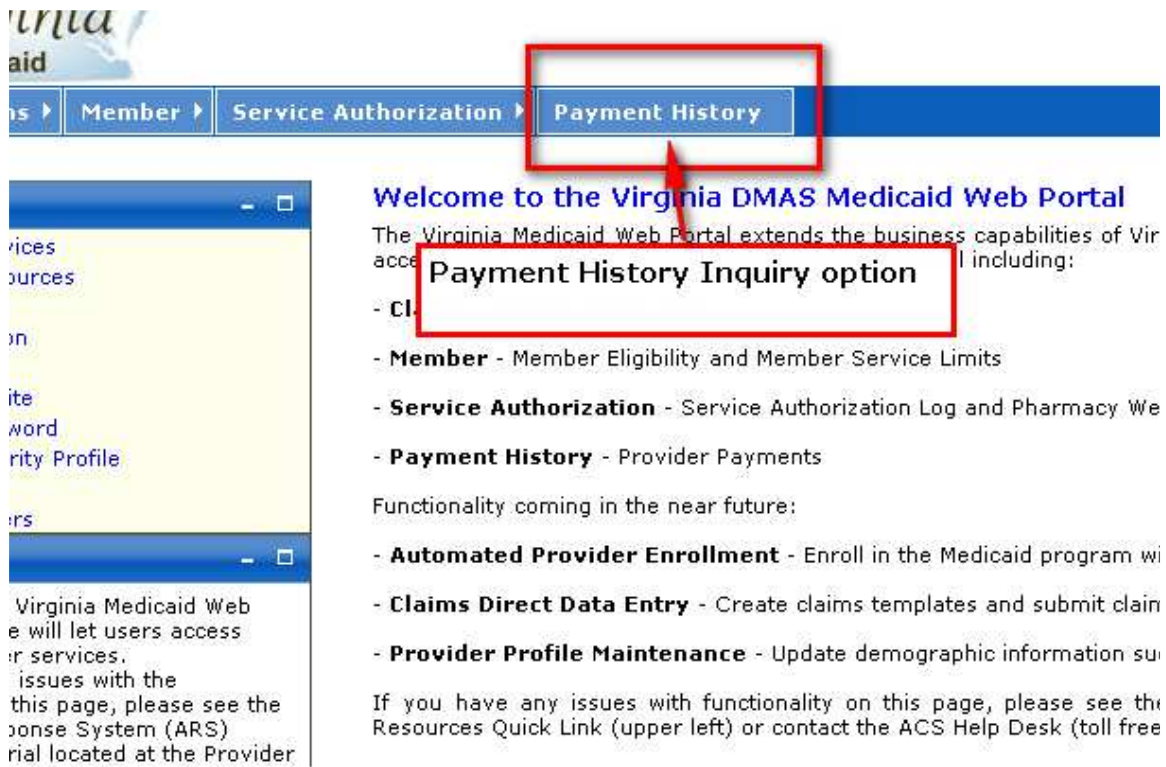 aid
Member
Service Authorization
Payment History
Welcome to the Virginia DMAS Medicaid Web Portal
The Virginia Medicaid Web Portal extends the business capabilities of
including:
Payment History Inquiry option
- Member - Member Eligibility and Member Service Limits
- Service Authorization - Service Authorization Log and Pharmacy
- Payment History - Provider Payments
Functionality coming in the near future:
- Automated Provider Enrollment - Enroll in the Medicaid program
- Claims Direct Data Entry - Create claims templates and submit
- Provider Profile Maintenance - Update demographic information
If you have any issues with functionality on this page, please see the
Resources Quick Link (upper left) or contact the ACS Help Desk (toll free
vices
ources
on
ite
word
rity Profile
ers
Virginia Medicaid Web
e will let users access
r services.
issues with the
this page, please see the
ponse System (ARS)
rial located at the Provider